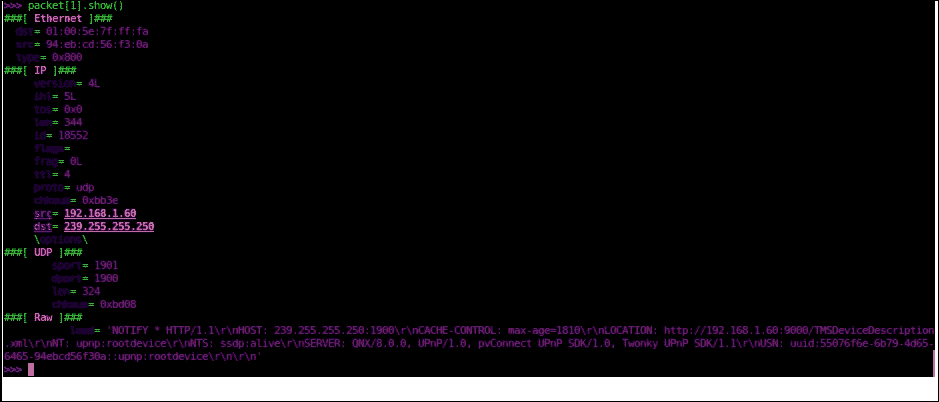 >>> packet[1].show()
###[ Ethernet ]###
dst= 01:00:5e:7f:ff:fa
src= 94:eb:cd:56:f3:0a
type= 0x800
###[ IP ]###
version= 4L
ihl= 5L
tos= 0x0
len= 344
id= 18552
flags=
frag= 0L
ttl= 4
proto= udp
chksum= 0xbb3e
src= 192.168.1.60
dst= 239.255.255.250
\options\
###[ UDP ]###
sport= 1901
dport= 1900
len= 324
chksum= 0xbd08
###[ Raw ]###
load= 'NOTIFY * HTTP/1.1\r\nHOST: 239.255.255.250:1900\r\nCACHE-CONTROL: max-age=1810\r\nLOCATION: http://192.168.1.60:9000/TMSDeviceDescription
.xml\r\nNT: upnp:rootdevice\r\nNTS: ssdp:alive\r\nSERVER: QNX/8.0.0, UPnP/1.0, pvConnect UPnP SDK/1.0, Twonky UPnP SDK/1.1\r\nUSN: uuid:55076f6e-6b79-4d65-
6465-94ebcd56f30a::upnp:rootdevice\r\n\r\n'
>>>